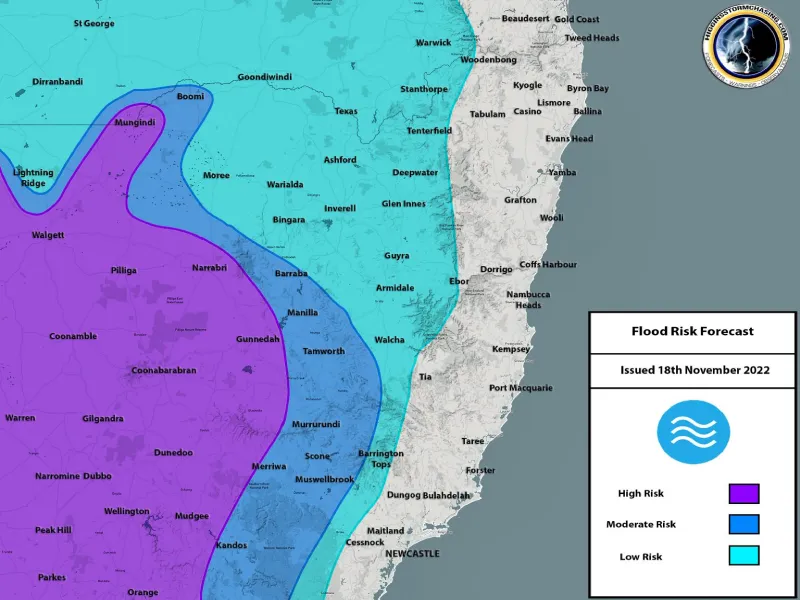 St George
Beaudesert
Gold Coast
Tweed Heads
HIGGINSSTORMCHASING.COM
FORECASTS - WARNINGS - OBSERVATIONS
Warwick
Woodenbong
Dirranbandi
Goondiwindi
Stanthorpe
Kyogle
Byron Bay
Boomi
Lismore
Texas
Tabulam
Casino
Ballina
Mungindi
Tenterfield
Evans Head
Ashford
Lightning
Ridge
Moree
Deepwater
Yamba
Warialda
Glen Innes
Grafton
Inverell
Bingara
Wooli
Walgett
Guyra
Pilliga
Narrabri
Barraba
Dorrigo
Coffs Harbour
Ebor
Armidale
Nambucca
Heads
Manilla
Coonamble
Gunnedah
Walcha
Tamworth
Kempsey
Coonabarabran
Tia
Port Macquarie
Warren
Gilgandra
Murrurundi
Taree
Dunedoo
Scone
Barrington
Tops
Merriwa
Forster
Narromine
Dubbo
Muswellbrook
Dungog
Bulahdelah
Wellington
Mudgee
Peak Hill
Maitland
Kandos
Cessnock
NEWCASTLE
Parkes
Orange
Flood Risk Forecast
Issued 18th November 2022
High Risk
Moderate Risk
Low Risk